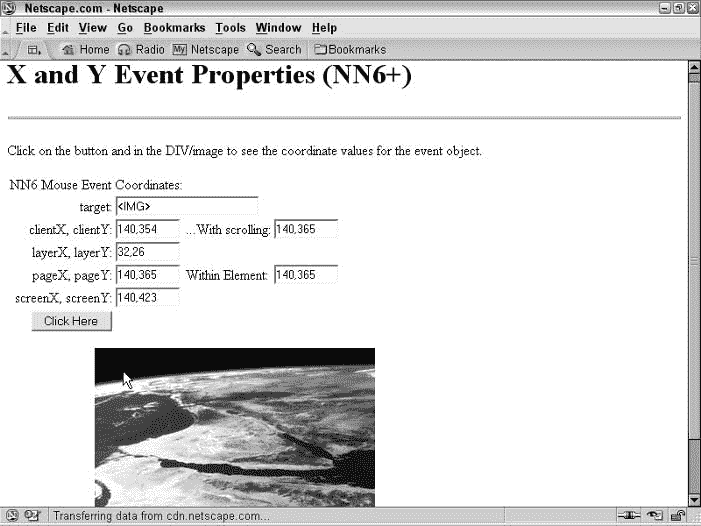 Netscape.com - Netscape
File Edit View Go Bookmarks Tools Window Help
Home Radio My Netscape Search Bookmarks
X and Y Event Properties (NN6+)
Click on the button and in the DIV/image to see the coordinate values for the event object.
NN6 Mouse Event Coordinates:
target: <IMG>
clientX, clientY: 140,354 ...With scrolling: 140,365
layerX, layerY: 32,26
pageX, pageY: 140,365 Within Element: 140,365
screenX, screenY: 140,423
Click Here
Transferring data from cdn.netscape.com...